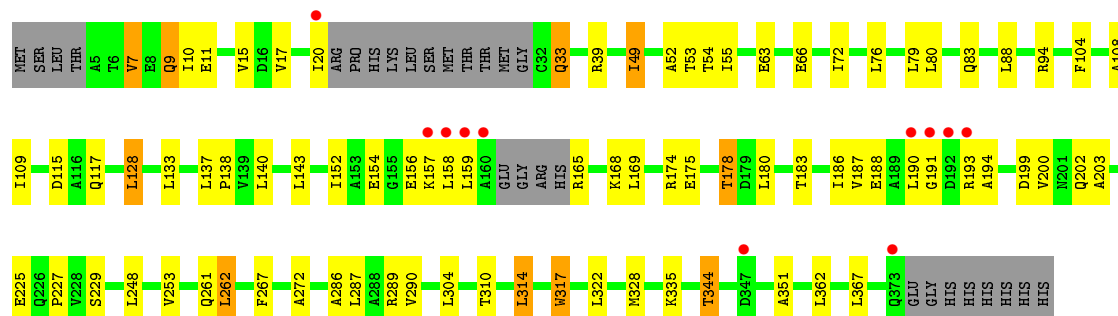 MET SER LEU THR A5 T6 V7 E8 Q9 I10 E11 V15 D16 V17 I20 ARG PRO HIS LYS LEU SER MET THR THR MET GLY C32 Q33 R39 I49 A52 T53 T54 I55 E63 E66 I72 L76 L79 L80 Q83 L88 R94 F104 A108
I109 D115 A116 Q117 L128 L133 L137 P138 V139 L140 L143 I152 A153 E154 G155 E156 K157 L158 L159 A160 GLU GLY ARG HIS R165 K168 L169 R174 E175 T178 D179 L180 T183 I186 V187 E188 A189 L190 G191 D192 R193 A194 D199 V200 N201 Q202 A203
E225 Q226 P227 V228 S229 L248 V253 Q261 L262 F267 A272 A286 L287 A288 R289 V290 L304 T310 L314 W317 L322 M328 K335 T344 D347 A351 L362 L367 Q373 GLU GLY HIS HIS HIS HIS HIS HIS